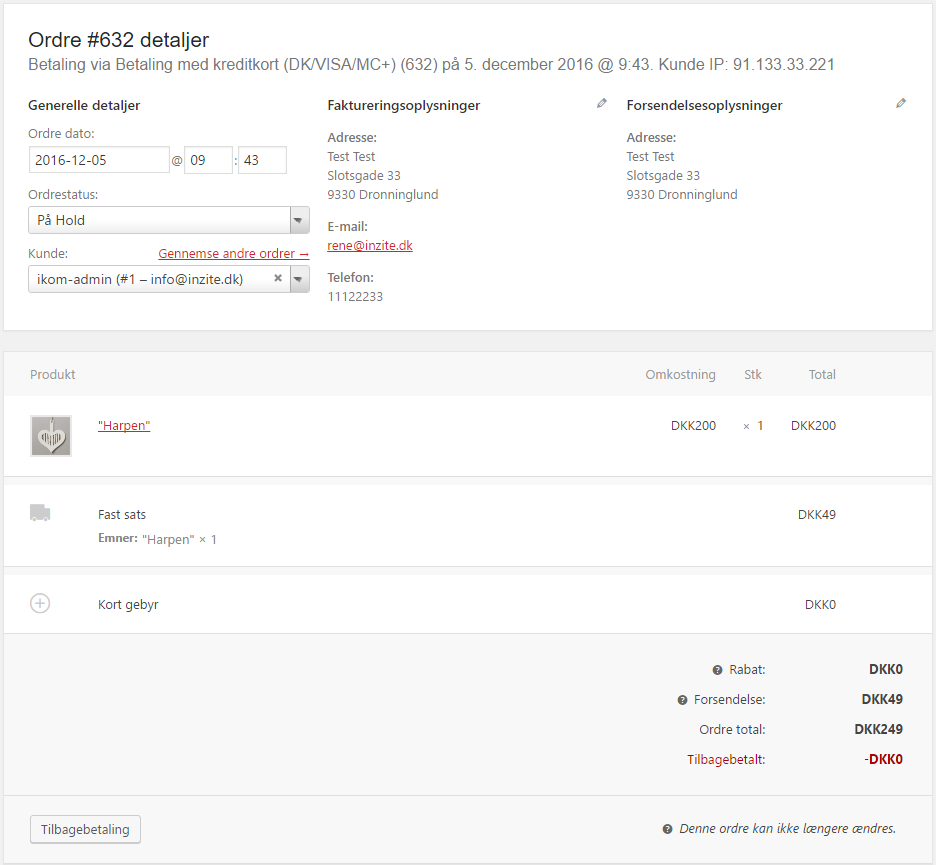 Ordre #632 detaljer
Betaling via Betaling med kreditkort (DK/VISA/MC+) (632) på 5. december 2016 @ 9:43. Kunde IP: 91.133.33.221
Generelle detaljer
Ordre dato:
2016-12-05 @ 09 : 43
Ordrestatus:
På Hold
Kunde: Gennemse andre ordrer →
ikom-admin (#1 – info@inzite.dk) ×
Faktureringsoplysninger
Adresse:
Test Test
Slotsgade 33
9330 Dronninglund
E-mail:
rene@inzite.dk
Telefon:
11122233
Forsendelsesoplysninger
Adresse:
Test Test
Slotsgade 33
9330 Dronninglund
Produkt Omkostning Stk Total
"Harpen" DKK200 × 1 DKK200
Fast sats DKK49
Emner: "Harpen" × 1
Kort gebyr DKK0
Rabat: DKK0
Forsendelse: DKK49
Ordre total: DKK249
Tilbagebetalt: -DKK0
Tilbagebetaling Denne ordre kan ikke længere ændres.